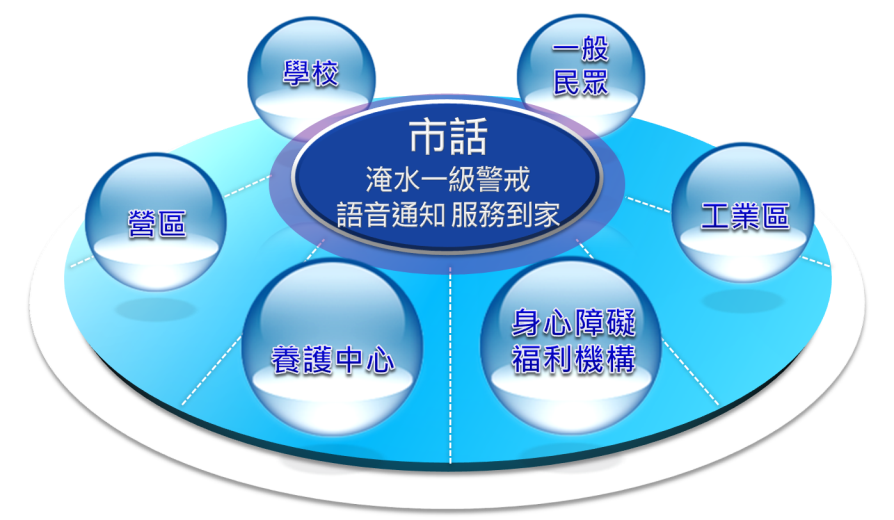 學校
一般
民眾
市話
淹水一級警戒
語音通知 服務到家
營區
工業區
養護中心
身心障礙
福利機構